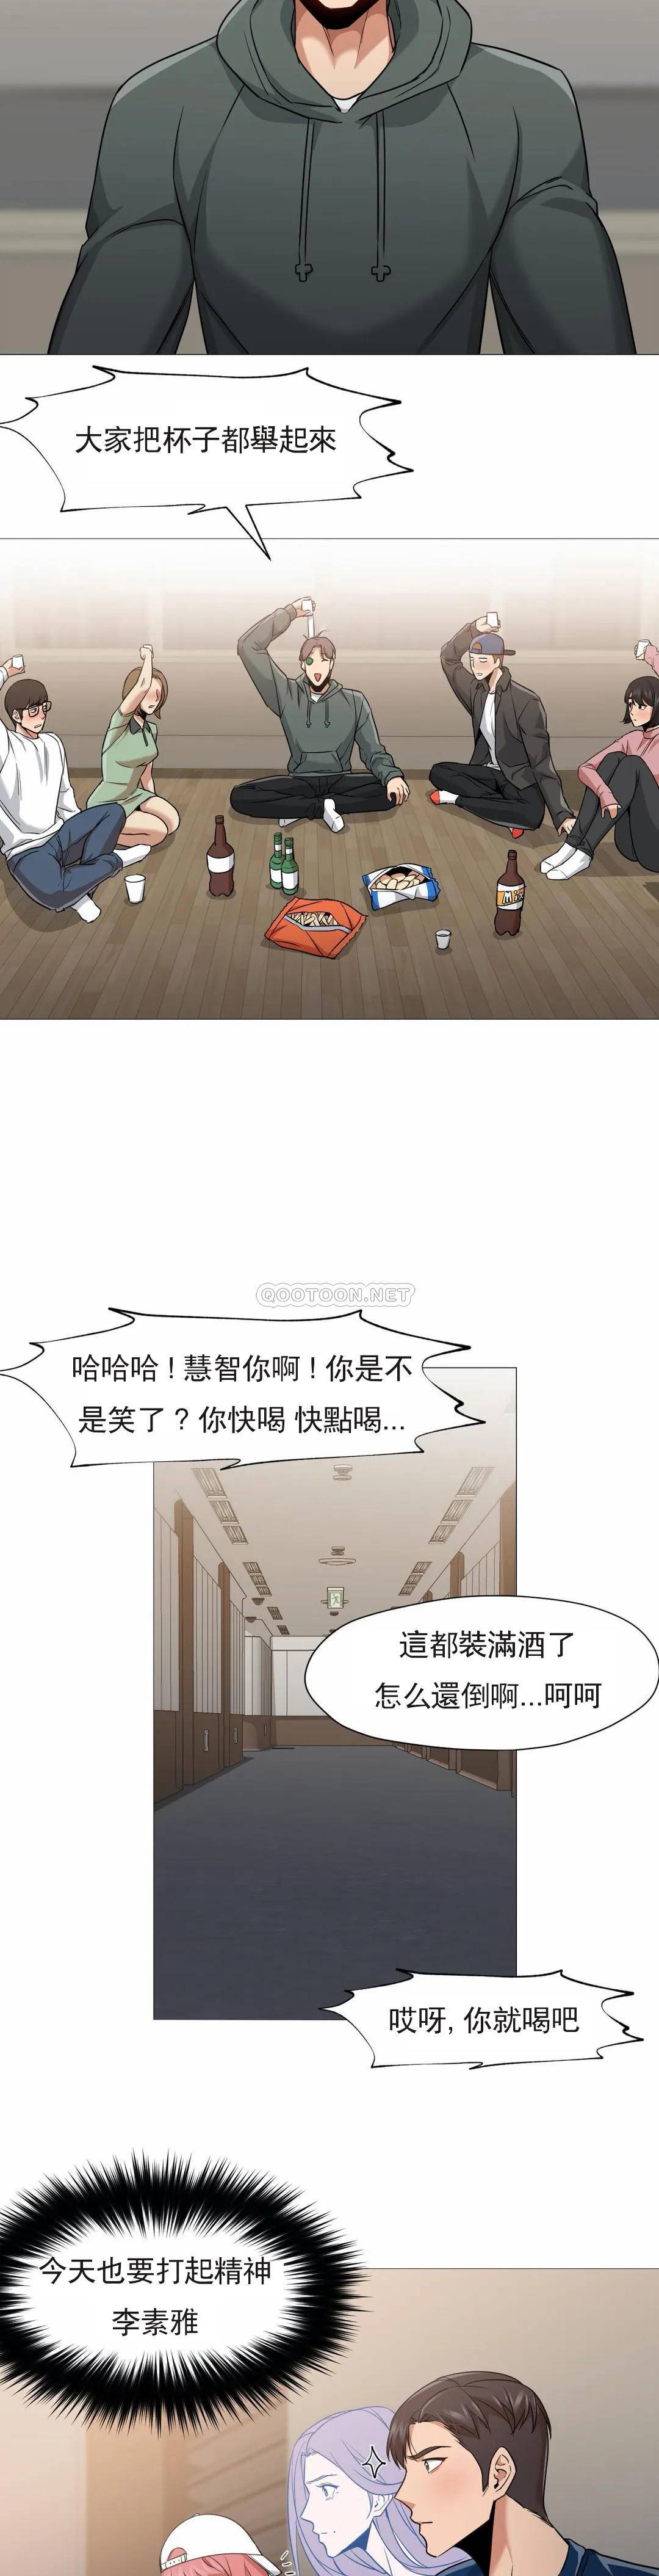 大家把杯子都舉起來
QOOTOON.NET
哈哈哈！慧智你啊！你是不
是笑了？你快喝 快點喝...
這都裝滿酒了
怎么還倒啊...呵呵
哎呀, 你就喝吧
今天也要打起精神
李素雅